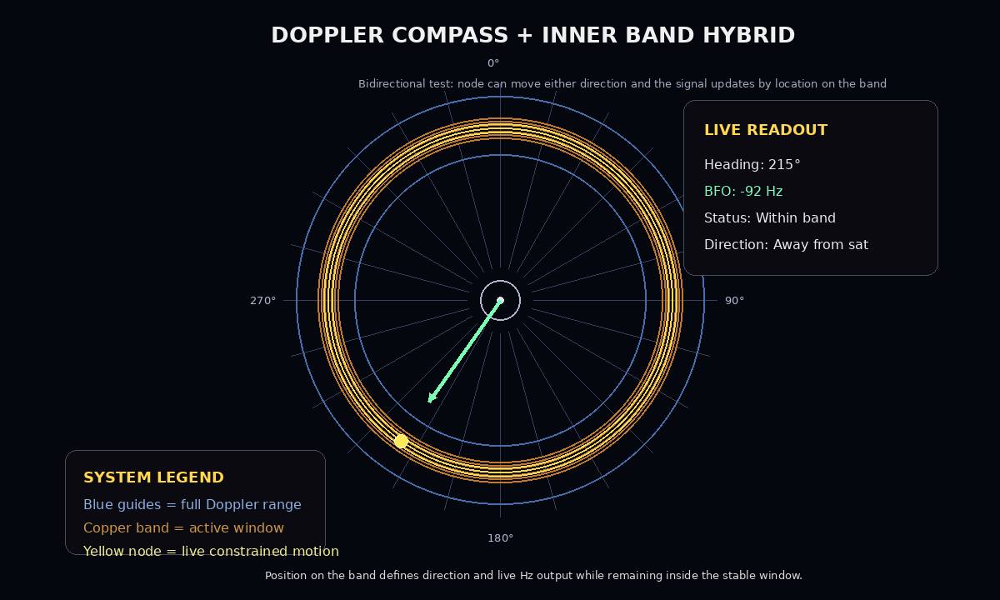 DOPPLER COMPASS + INNER BAND HYBRID
0°
Bidirectional test: node can move either direction and the signal updates by location on the band
LIVE READOUT
Heading: 215°
BFO: -92 Hz
Status: Within band
Direction: Away from sat
270°
90°
SYSTEM LEGEND
Blue guides = full Doppler range
Copper band = active window
Yellow node = live constrained motion
180°
Position on the band defines direction and live Hz output while remaining inside the stable window.